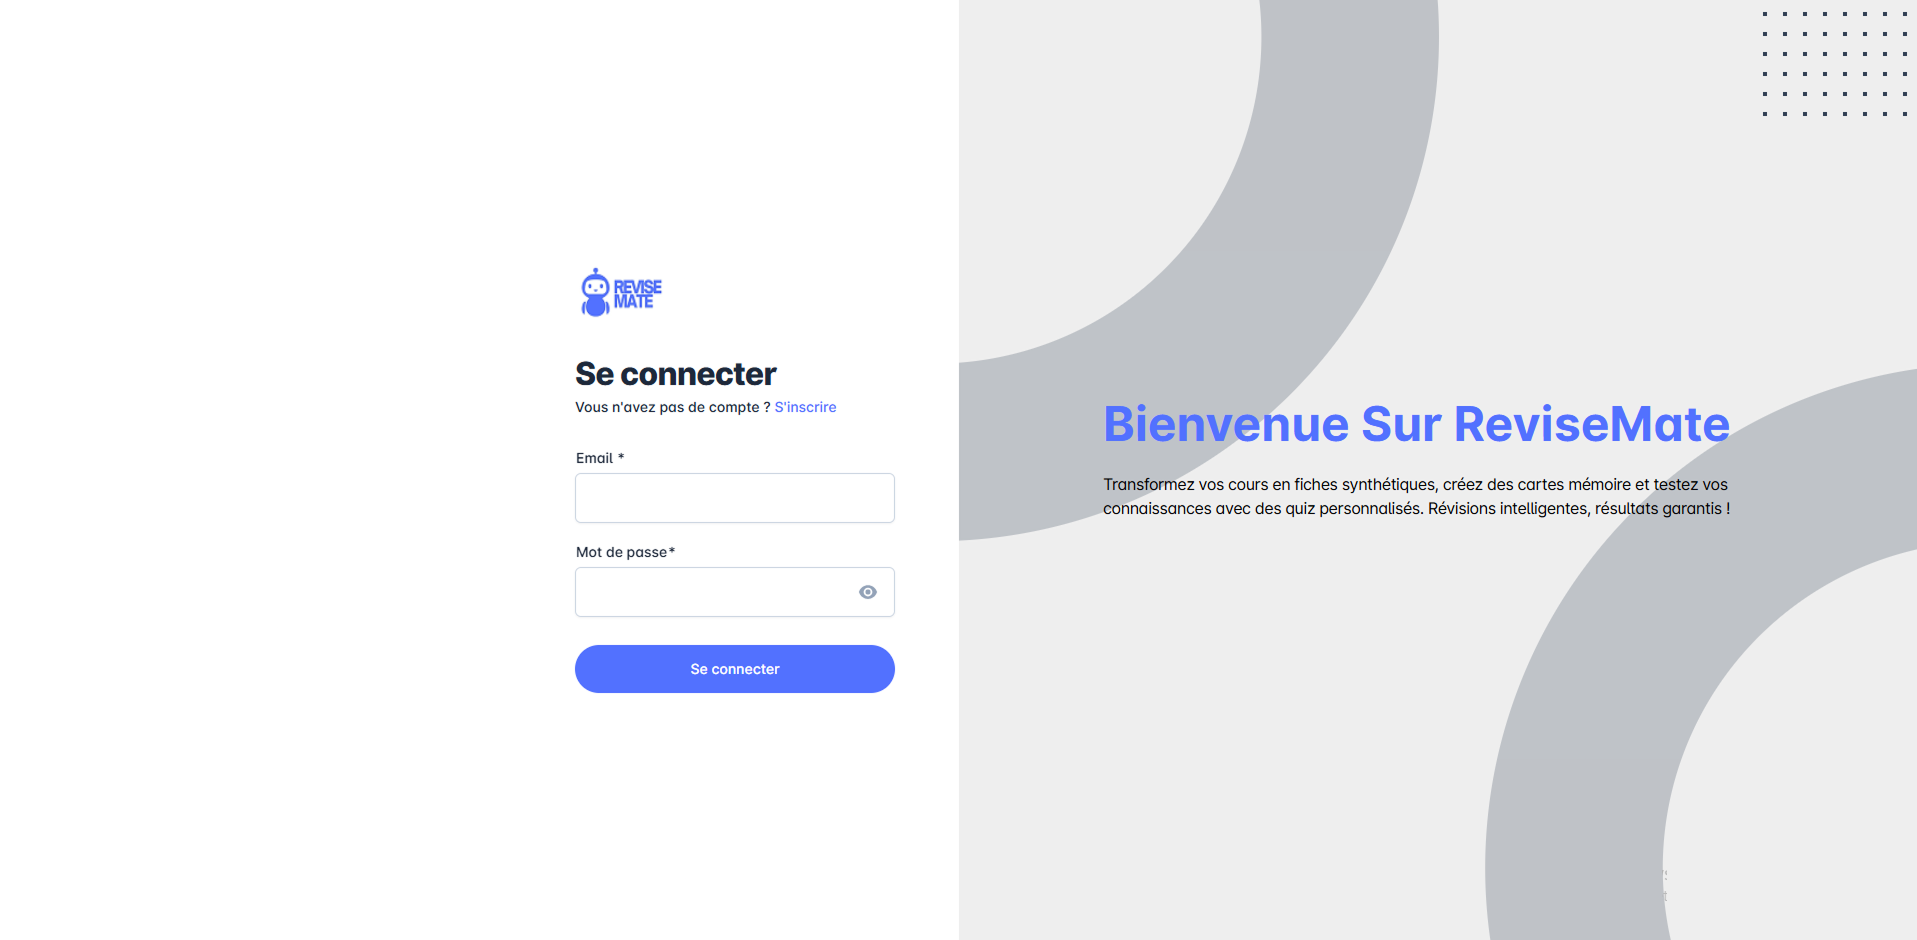 REVISE
MATE
Se connecter
Vous n'avez pas de compte ? S'inscrire
Email *
Mot de passe*
Se connecter
Bienvenue Sur ReviseMate
Transformez vos cours en fiches synthétiques, créez des cartes mémoire et testez vos
connaissances avec des quiz personnalisés. Révisions intelligentes, résultats garantis !